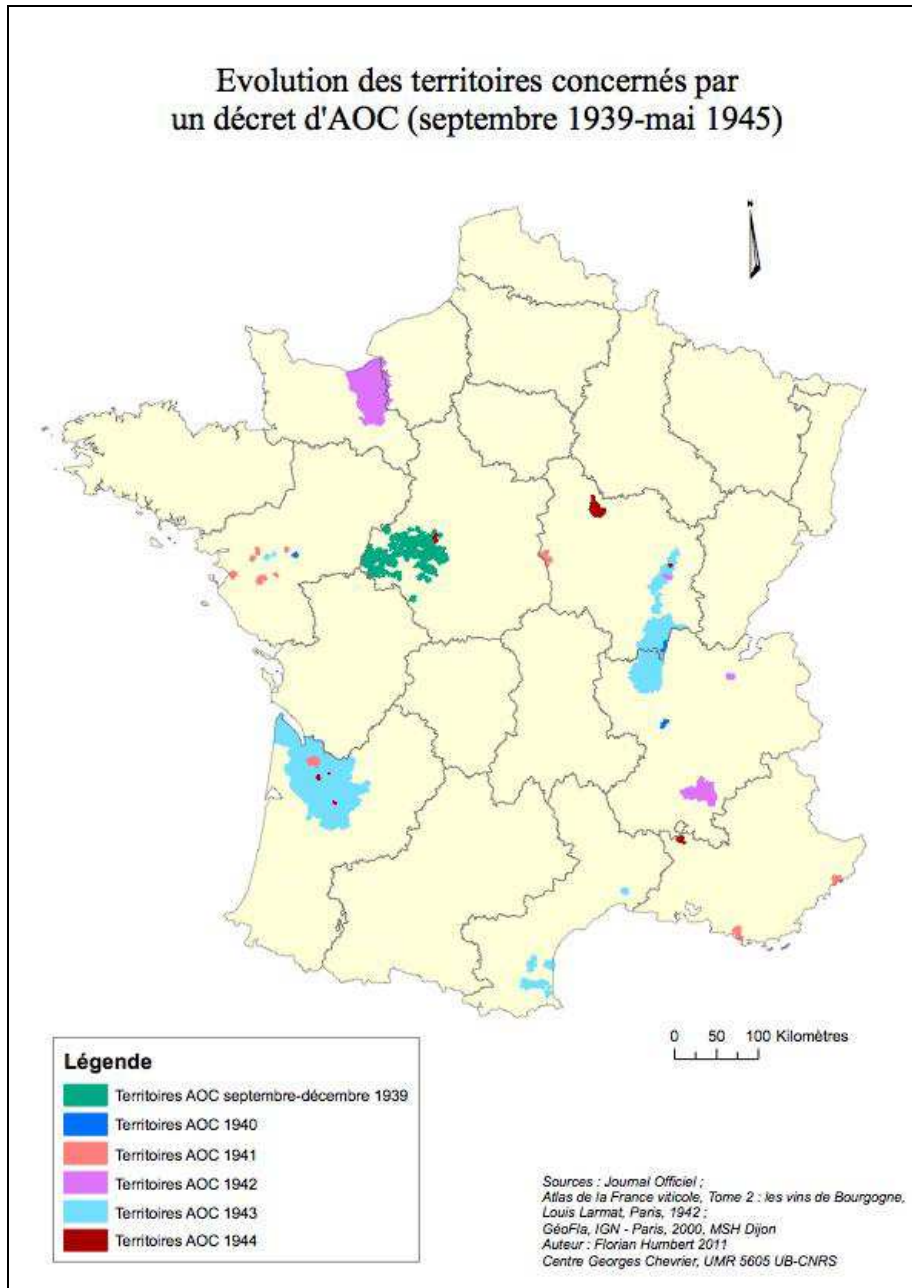 Evolution des territoires concernés par
un décret d'AOC (septembre 1939-mai 1945)
N
0 50 100 Kilomètres
Légende
Territoires AOC septembre-décembre 1939
Territoires AOC 1940
Territoires AOC 1941
Territoires AOC 1942
Territoires AOC 1943
Territoires AOC 1944
Sources : Journal Officiel ;
Atlas de la France viticole, Tome 2 : les vins de Bourgogne,
Louis Larmat, Paris, 1942 ;
GéoFla, IGN - Paris, 2000, MSH Dijon
Auteur : Florian Humbert 2011
Centre Georges Chevrier, UMR 5605 UB-CNRS